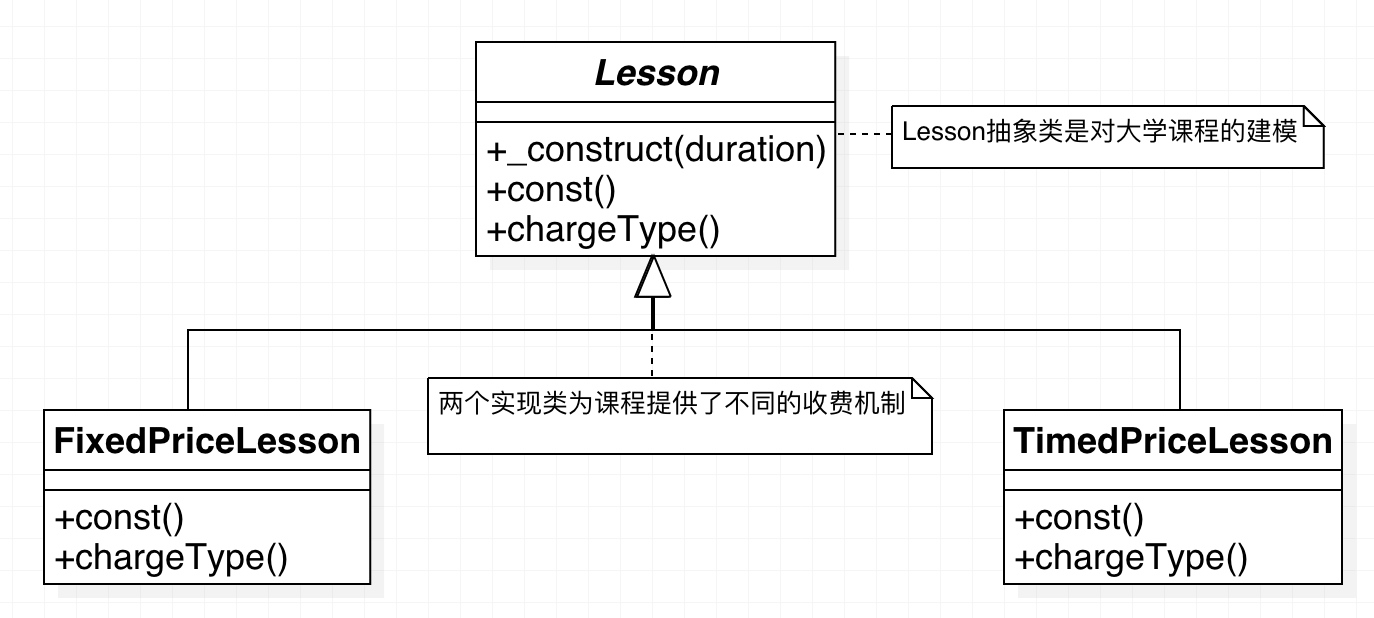 Lesson
+_construct(duration)
+const()
+chargeType()
Lesson抽象类是对大学课程的建模
两个实现类为课程提供了不同的收费机制
FixedPriceLesson
+const()
+chargeType()
TimedPriceLesson
+const()
+chargeType()